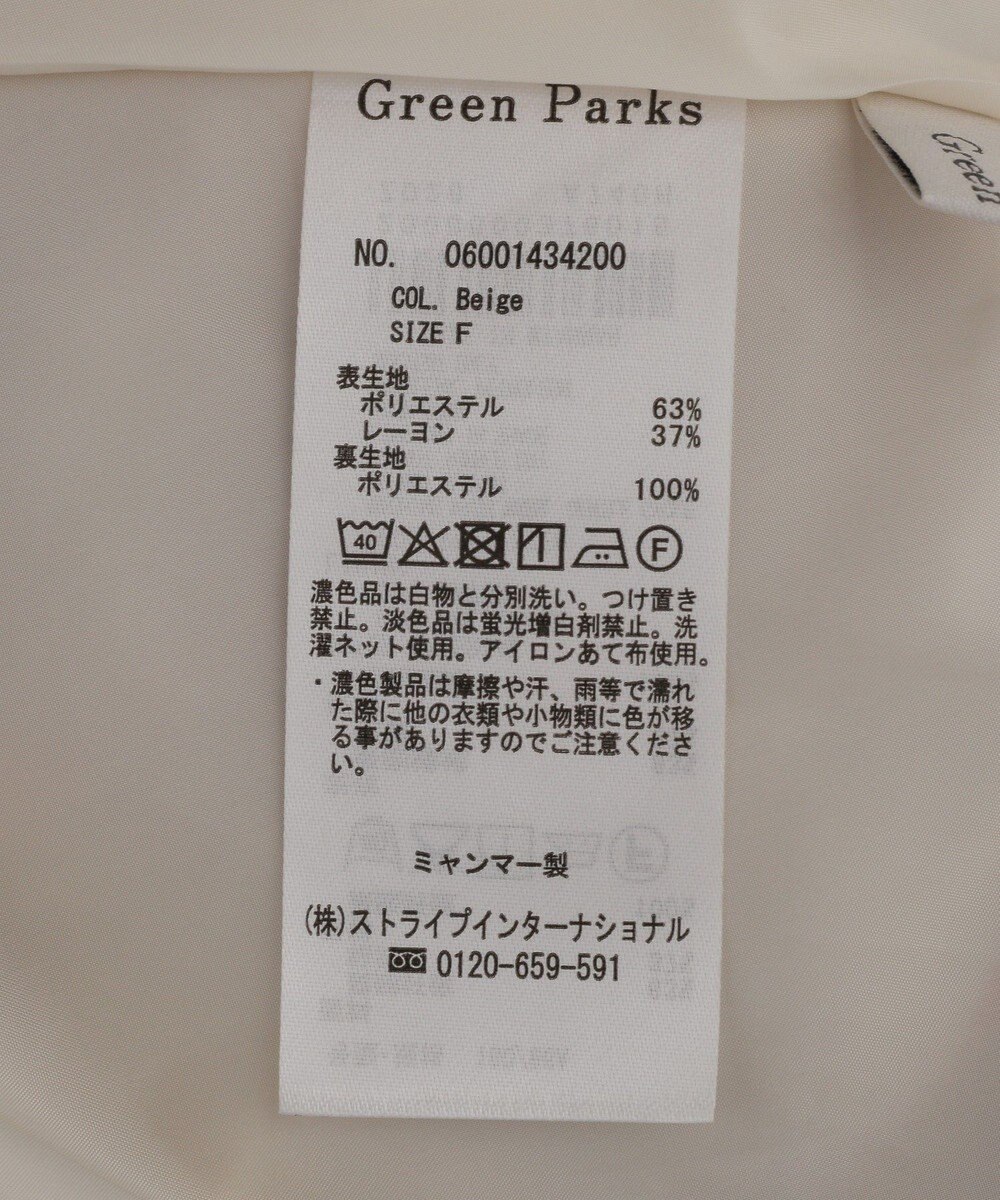 Green Parks
Green
NO. 06001434200
COL. Beige
SIZE F
表生地
ポリエステル 63%
レーヨン 37%
裏生地
ポリエステル 100%
40 F
濃色品は白物と分別洗い。つけ置き
禁止。淡色品は蛍光増白剤禁止。洗
濯ネット使用。アイロンあて布使用。
・濃色製品は摩擦や汗、雨等で濡れ
た際に他の衣類や小物類に色が移
る事がありますのでご注意くださ
い。
ミャンマー製
(株)ストライプインターナショナル
0120-659-591